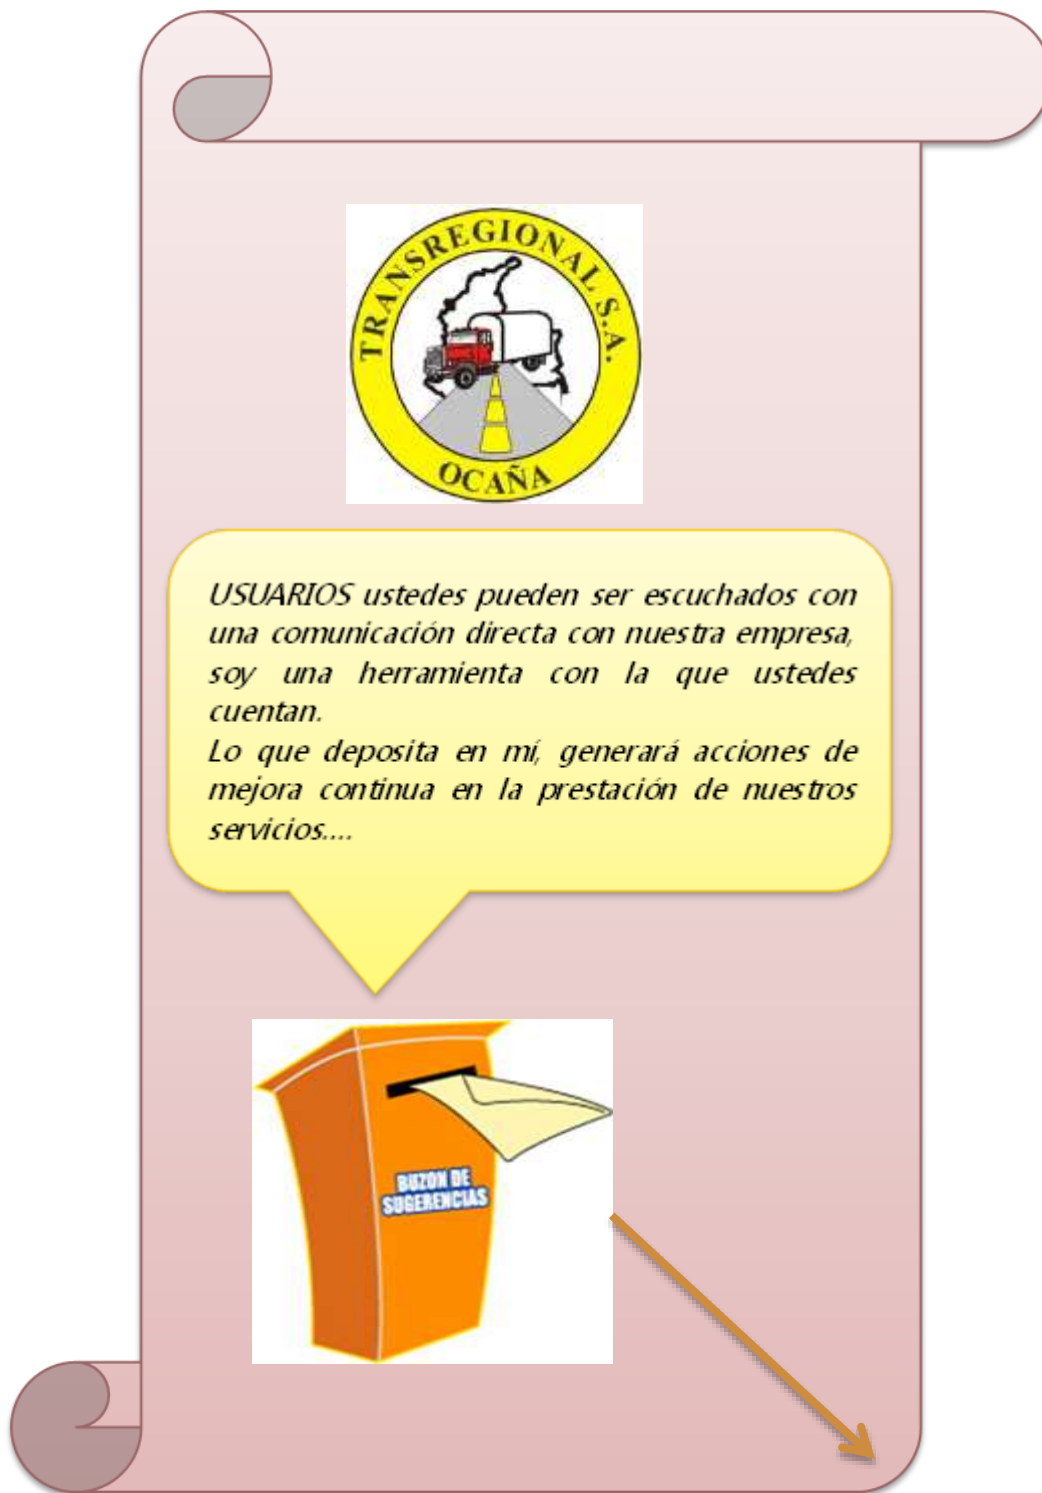 TRANSREGIONAL S.A.
OCAÑA
USUARIOS ustedes pueden ser escuchados con
una comunicación directa con nuestra empresa,
soy una herramienta con la que ustedes
cuentan.
Lo que deposita en mí, generará acciones de
mejora continua en la prestación de nuestros
servicios....
BUZON DE
SUGERENCIAS